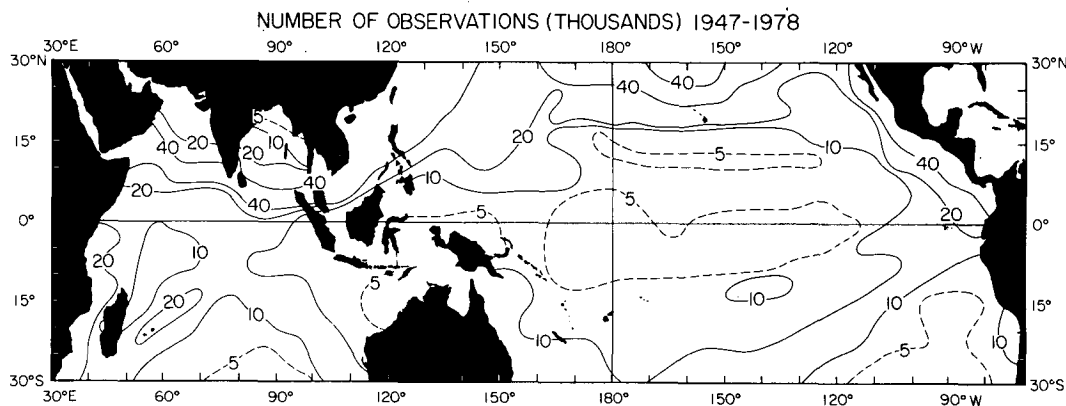 NUMBER OF OBSERVATIONS (THOUSANDS) 1947-1978
30°E 60° 90° 120° 150° 180° 150° 120° 90°W
30°N 30°N
40 40
5
20 10 20 40
15° 20 10 20 5 10 15°
40 40 10 40
20 40 5 20
0° 5 0°
20 10
5 10
15° 20 15°
10 10 5 10
5
30°S 30°S
30°E 60° 90° 120° 150° 180° 150° 120° 90°W